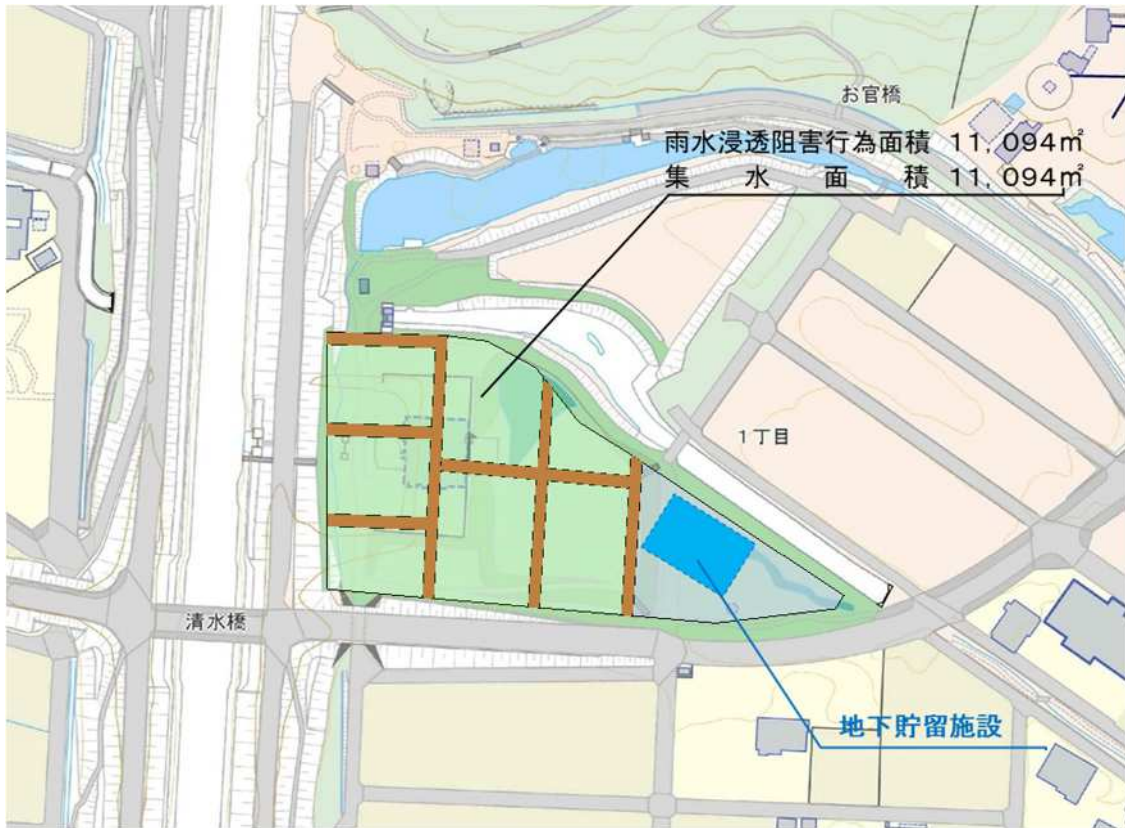 お官橋
雨水浸透阻害行為面積 11,094㎡
集水面積 11,094㎡
1丁目
清水橋
地下貯留施設